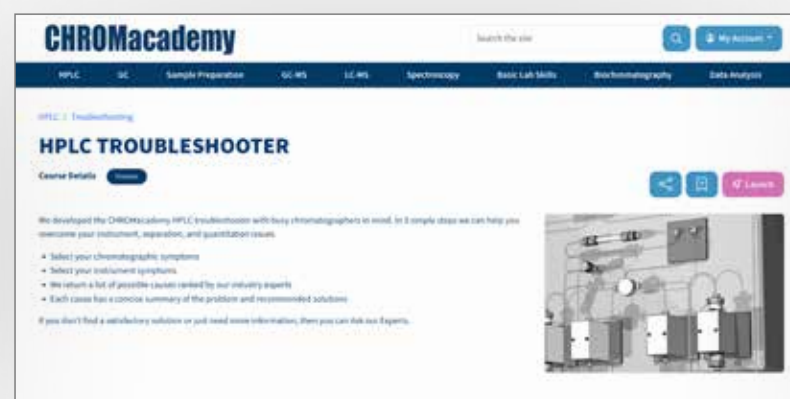 CHROMacademy
Search the site
My Account
HPLC GC Sample Preparation GC-MS LC-MS Spectroscopy Basic Lab Skills Biochromatography Data Analysis
HPLC / Troubleshooting
HPLC TROUBLESHOOTER
Course Details
Launch
We developed the CHROMacademy HPLC troubleshooter with busy chromatographers in mind. In 3 simple steps we can help you
overcome your instrument, separation, and quantitation issues.
Select your chromatographic symptoms
Select your instrument symptoms
We return a list of possible causes ranked by our industry experts
Each cause has a concise summary of the problem and recommended solutions
If you don't find a satisfactory solution or just need more information, then you can Ask our Experts.